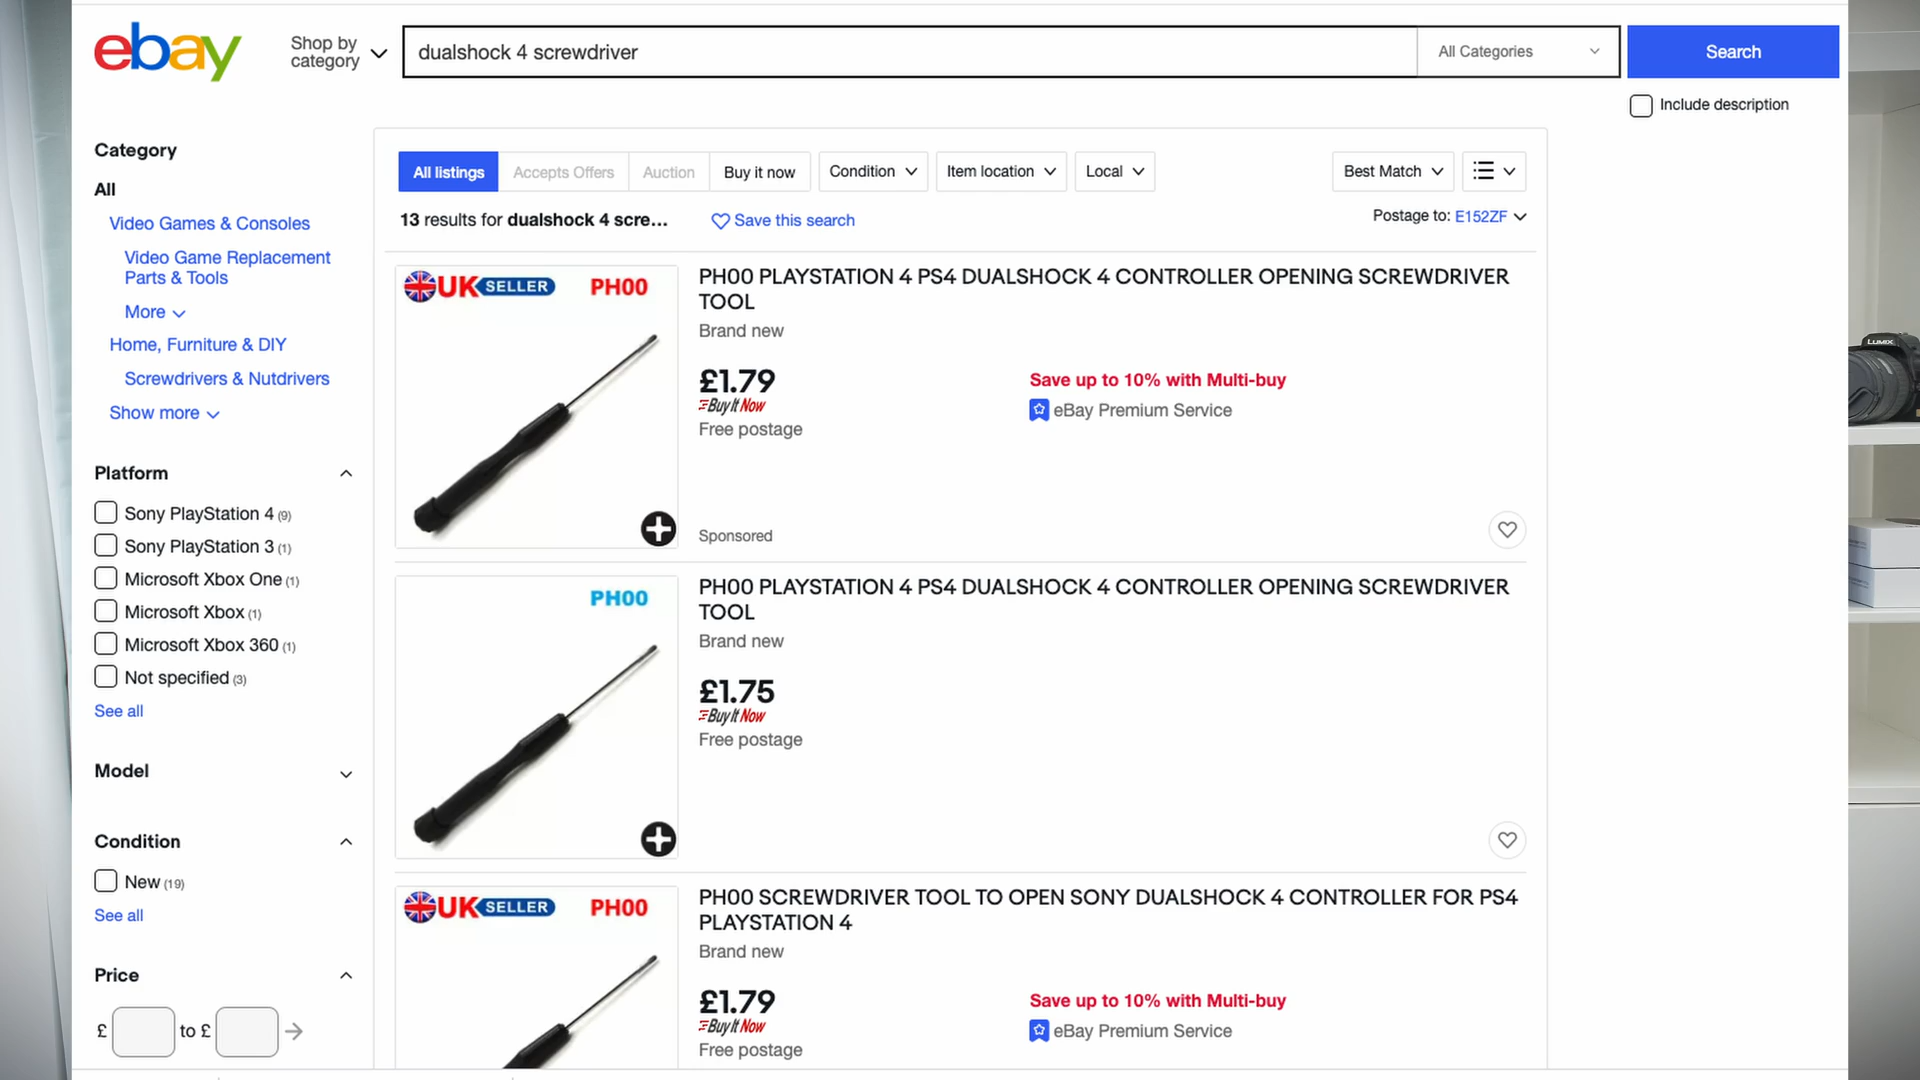 ebay
Shop by
category
dualshock 4 screwdriver
All Categories
Search
Include description
Category
All
Video Games & Consoles
Video Game Replacement
Parts & Tools
More
Home, Furniture & DIY
Screwdrivers & Nutdrivers
Show more
Platform
Sony PlayStation 4 (9)
Sony PlayStation 3 (1)
Microsoft Xbox One (1)
Microsoft Xbox (1)
Microsoft Xbox 360 (1)
Not specified (3)
See all
Model
Condition
New (19)
See all
Price
£ to £
All listings
Accepts Offers
Auction
Buy it now
Condition
Item location
Local
Best Match
13 results for dualshock 4 scre...
Save this search
Postage to: E152ZF
UK SELLER PH00
PH00 PLAYSTATION 4 PS4 DUALSHOCK 4 CONTROLLER OPENING SCREWDRIVER
TOOL
Brand new
£1.79
Buy It Now
Free postage
Save up to 10% with Multi-buy
eBay Premium Service
Sponsored
PH00
PH00 PLAYSTATION 4 PS4 DUALSHOCK 4 CONTROLLER OPENING SCREWDRIVER
TOOL
Brand new
£1.75
Buy It Now
Free postage
UK SELLER PH00
PH00 SCREWDRIVER TOOL TO OPEN SONY DUALSHOCK 4 CONTROLLER FOR PS4
PLAYSTATION 4
Brand new
£1.79
Buy It Now
Free postage
Save up to 10% with Multi-buy
eBay Premium Service
LUMIX